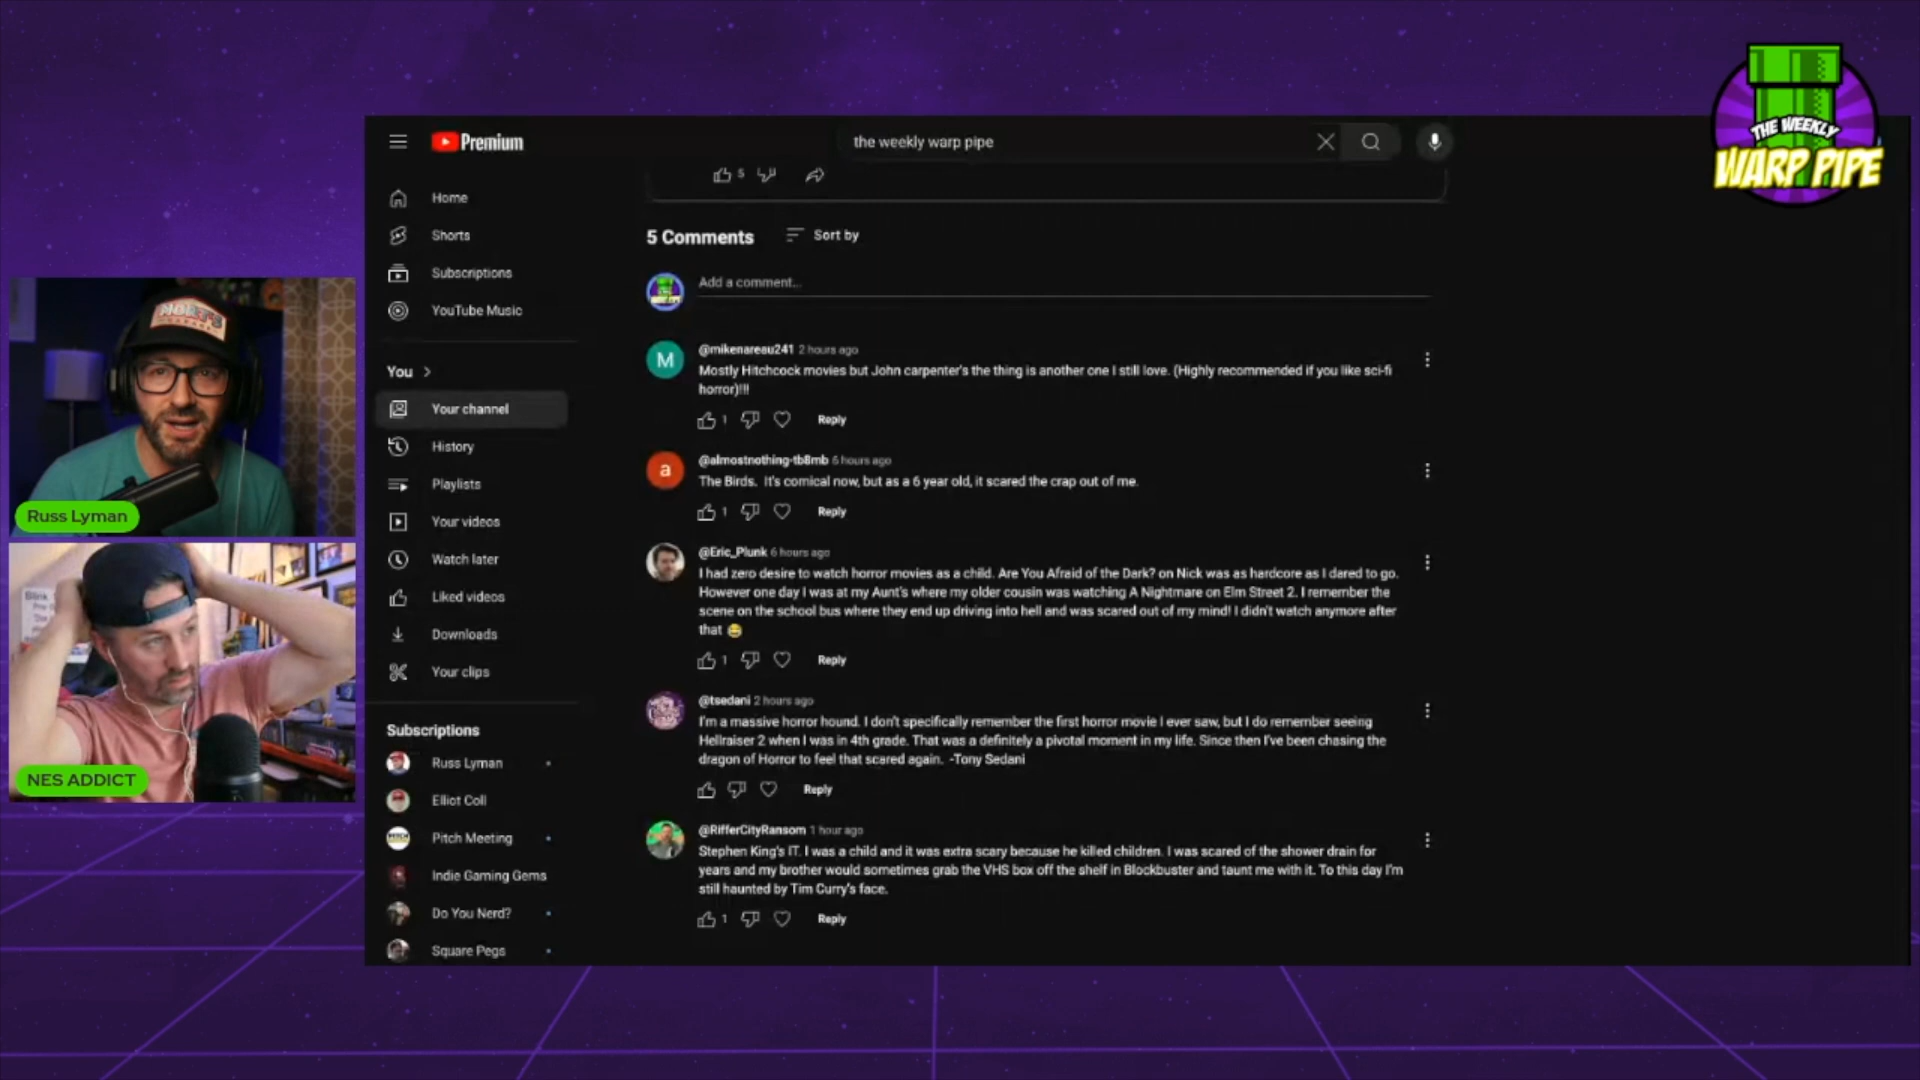 THE WEEKLY
WARP PIPE
Premium
the weekly warp pipe
Home
Shorts
Subscriptions
YouTube Music
You
Your channel
History
Playlists
Your videos
Watch later
Liked videos
Downloads
Your clips
Subscriptions
Russ Lyman
Elliot Coll
Pitch Meeting
Indie Gaming Gems
Do You Nerd?
Square Pegs
5
5 Comments
Sort by
Add a comment...
@mikenareau241 2 hours ago
Mostly Hitchcock movies but John carpenter's the thing is another one I still love. (Highly recommended if you like sci-fi
horror)!!!
1 Reply
@almostnothing-tb8mb 6 hours ago
The Birds. It's comical now, but as a 6 year old, it scared the crap out of me.
1 Reply
@Eric_Plunk 6 hours ago
I had zero desire to watch horror movies as a child. Are You Afraid of the Dark? on Nick was as hardcore as I dared to go.
However one day I was at my Aunt's where my older cousin was watching A Nightmare on Elm Street 2. I remember the
scene on the school bus where they end up driving into hell and was scared out of my mind! I didn't watch anymore after
that 😂
1 Reply
@tsedani 2 hours ago
I'm a massive horror hound. I don't specifically remember the first horror movie I ever saw, but I do remember seeing
Hellraiser 2 when I was in 4th grade. That was a definitely a pivotal moment in my life. Since then I've been chasing the
dragon of Horror to feel that scared again. -Tony Sedani
Reply
@RifferCityRansom 1 hour ago
Stephen King's IT. I was a child and it was extra scary because he killed children. I was scared of the shower drain for
years and my brother would sometimes grab the VHS box off the shelf in Blockbuster and taunt me with it. To this day I'm
still haunted by Tim Curry's face.
1 Reply
M
a
Russ Lyman
NES ADDICT